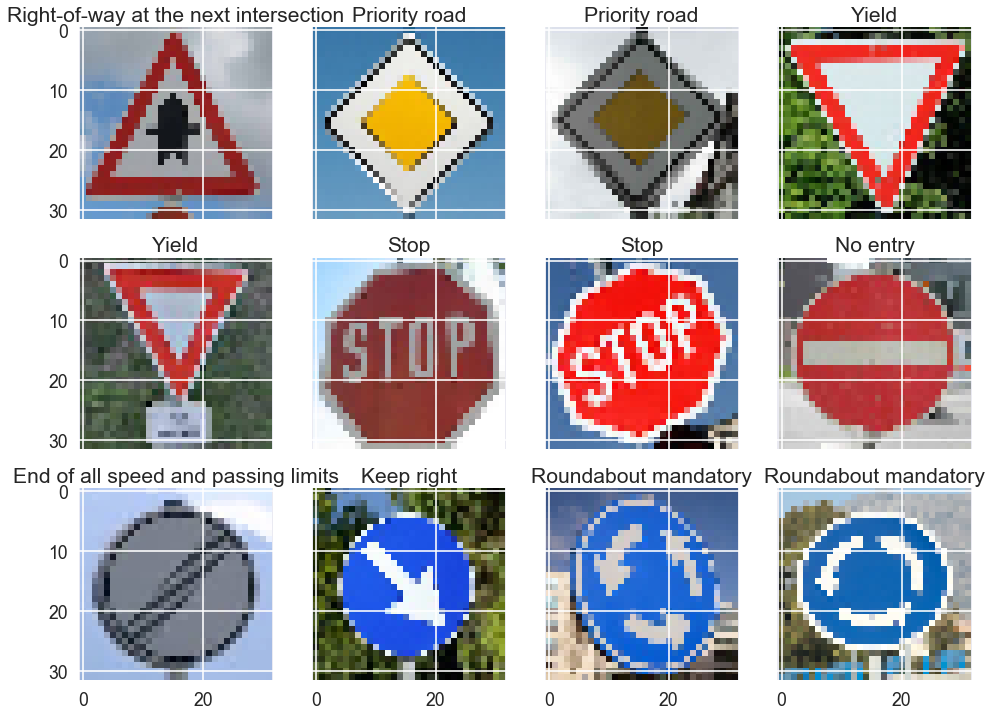 Right-of-way at the next intersection Priority road Priority road Yield
0
10
20
30
Yield Stop Stop No entry
0
10
20
30
STOP
STOP
End of all speed and passing limits Keep right Roundabout mandatory Roundabout mandatory
0
10
20
30
0 20 0 20 0 20 0 20